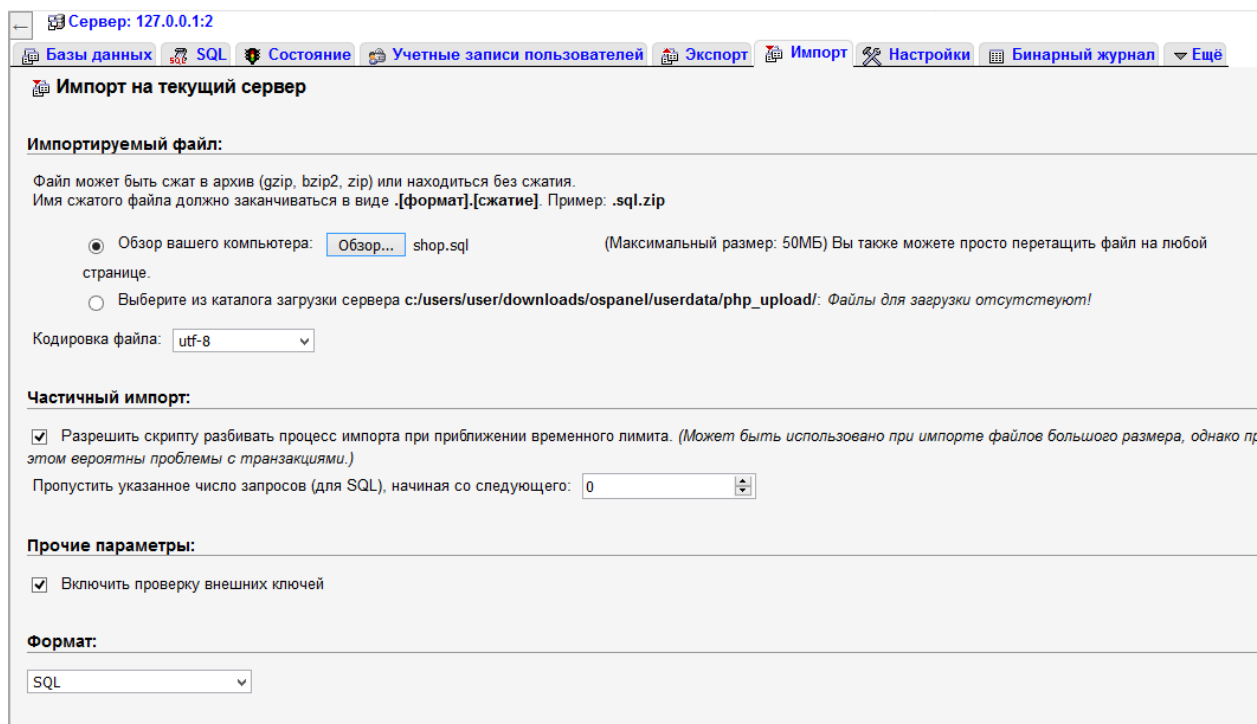 Сервер: 127.0.0.1:2
Базы данных SQL Состояние Учетные записи пользователей Экспорт Импорт Настройки Бинарный журнал Ещё
Импорт на текущий сервер
Импортируемый файл:
Файл может быть сжат в архив (gzip, bzip2, zip) или находиться без сжатия.
Имя сжатого файла должно заканчиваться в виде .[формат].[сжатие]. Пример: .sql.zip
Обзор вашего компьютера: Обзор... shop.sql (Максимальный размер: 50МБ) Вы также можете просто перетащить файл на любой
странице.
Выберите из каталога загрузки сервера c:/users/user/downloads/ospanel/userdata/php_upload/: Файлы для загрузки отсутствуют!
Кодировка файла: utf-8
Частичный импорт:
Разрешить скрипту разбивать процесс импорта при приближении временного лимита. (Может быть использовано при импорте файлов большого размера, однако пр
этом вероятны проблемы с транзакциями.)
Пропустить указанное число запросов (для SQL), начиная со следующего: 0
Прочие параметры:
Включить проверку внешних ключей
Формат:
SQL